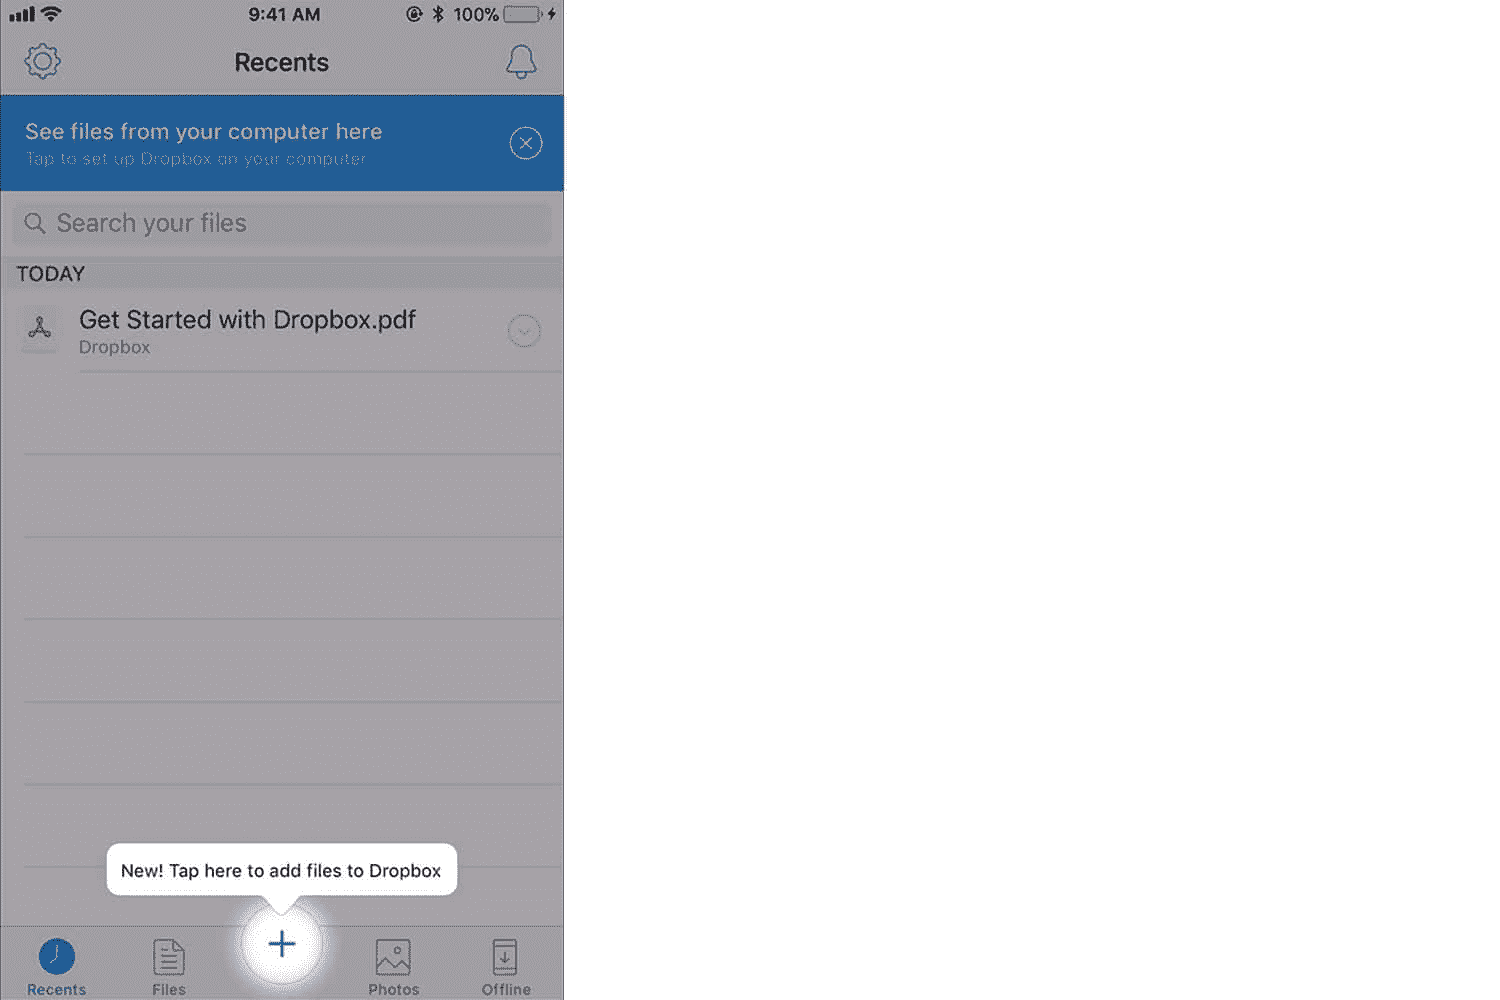 9:41 AM
100%
Recents
See files from your computer here
Tap to set up Dropbox on your computer
Search your files
TODAY
Get Started with Dropbox.pdf
Dropbox
New! Tap here to add files to Dropbox
Recents
Files
Photos
Offline